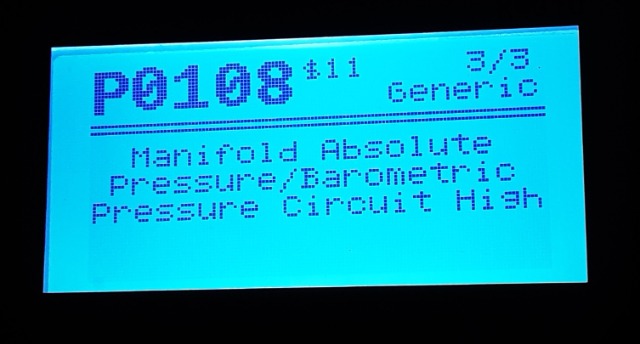 P0108 $11 3/3
Generic
Manifold Absolute
Pressure/Barometric
Pressure Circuit High